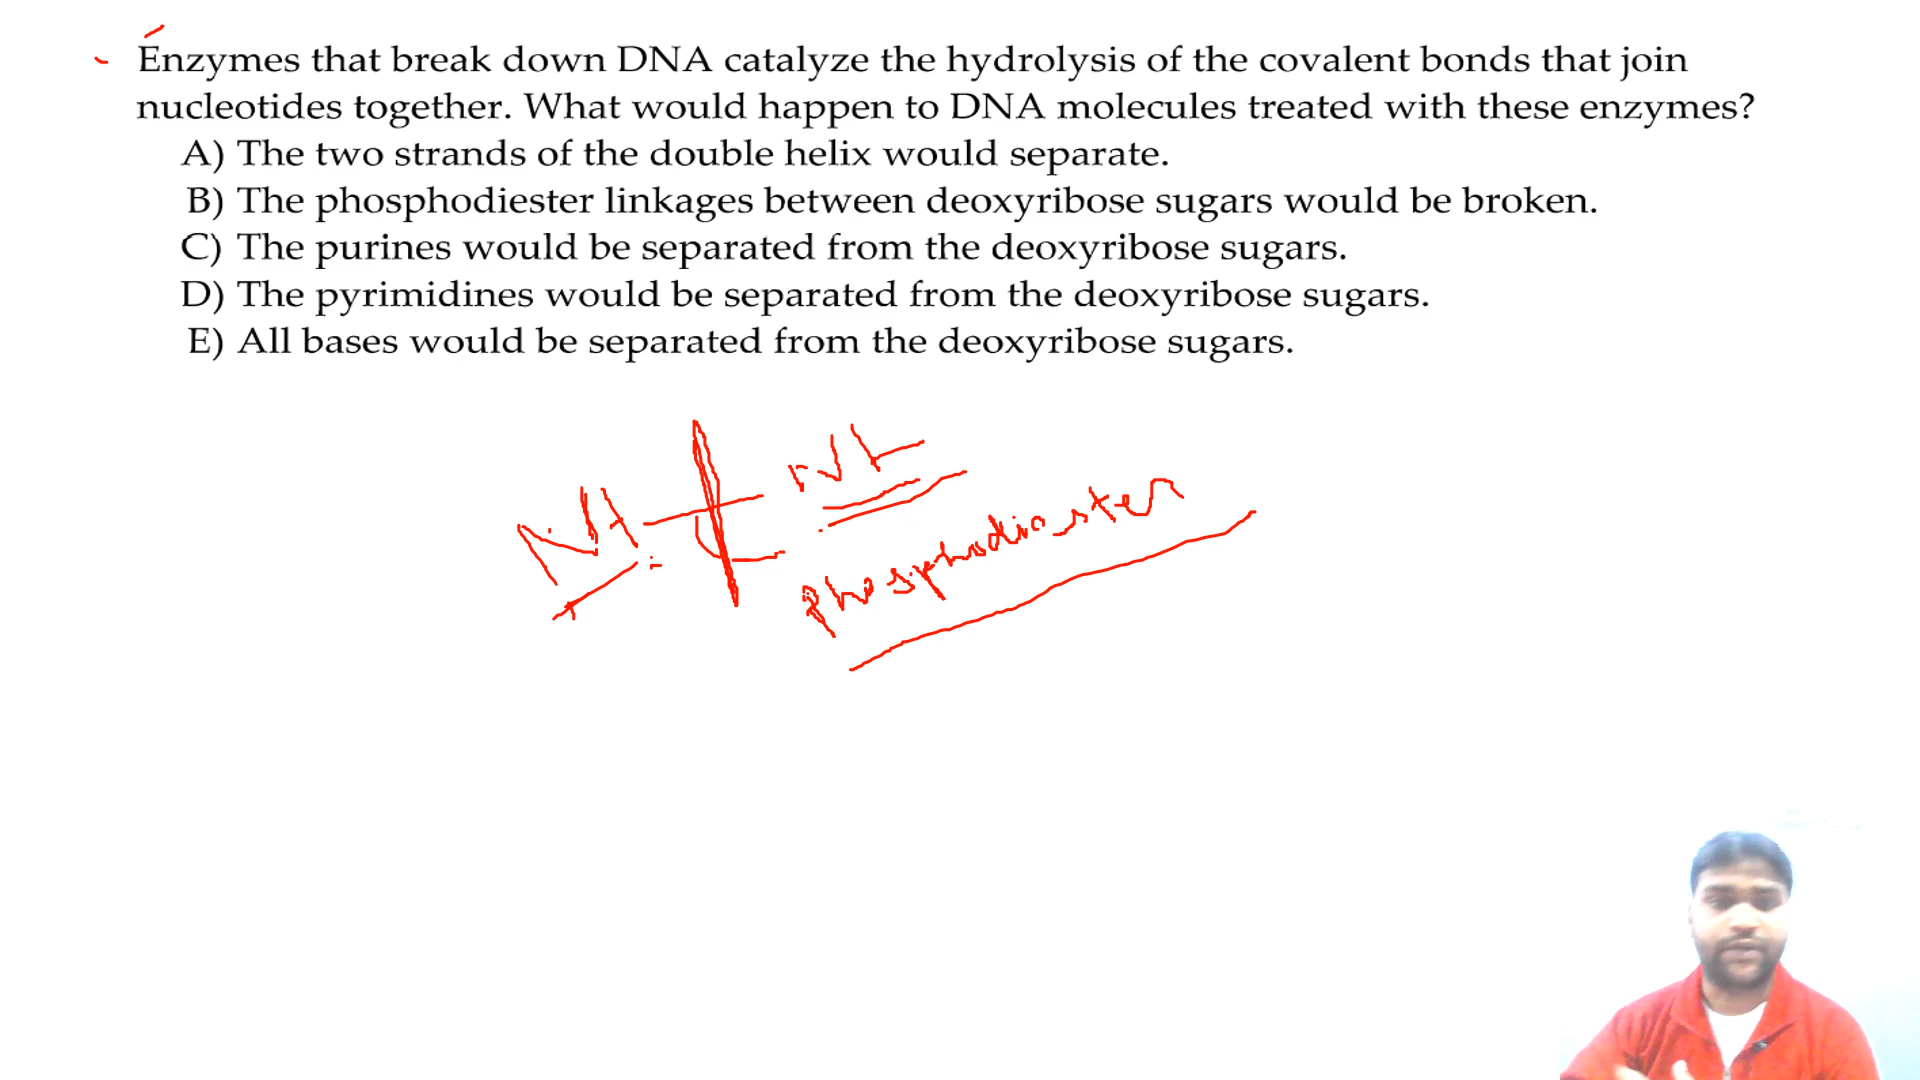 Enzymes that break down DNA catalyze the hydrolysis of the covalent bonds that join
nucleotides together. What would happen to DNA molecules treated with these enzymes?
A) The two strands of the double helix would separate.
B) The phosphodiester linkages between deoxyribose sugars would be broken.
C) The purines would be separated from the deoxyribose sugars.
D) The pyrimidines would be separated from the deoxyribose sugars.
E) All bases would be separated from the deoxyribose sugars.
phosphodiester